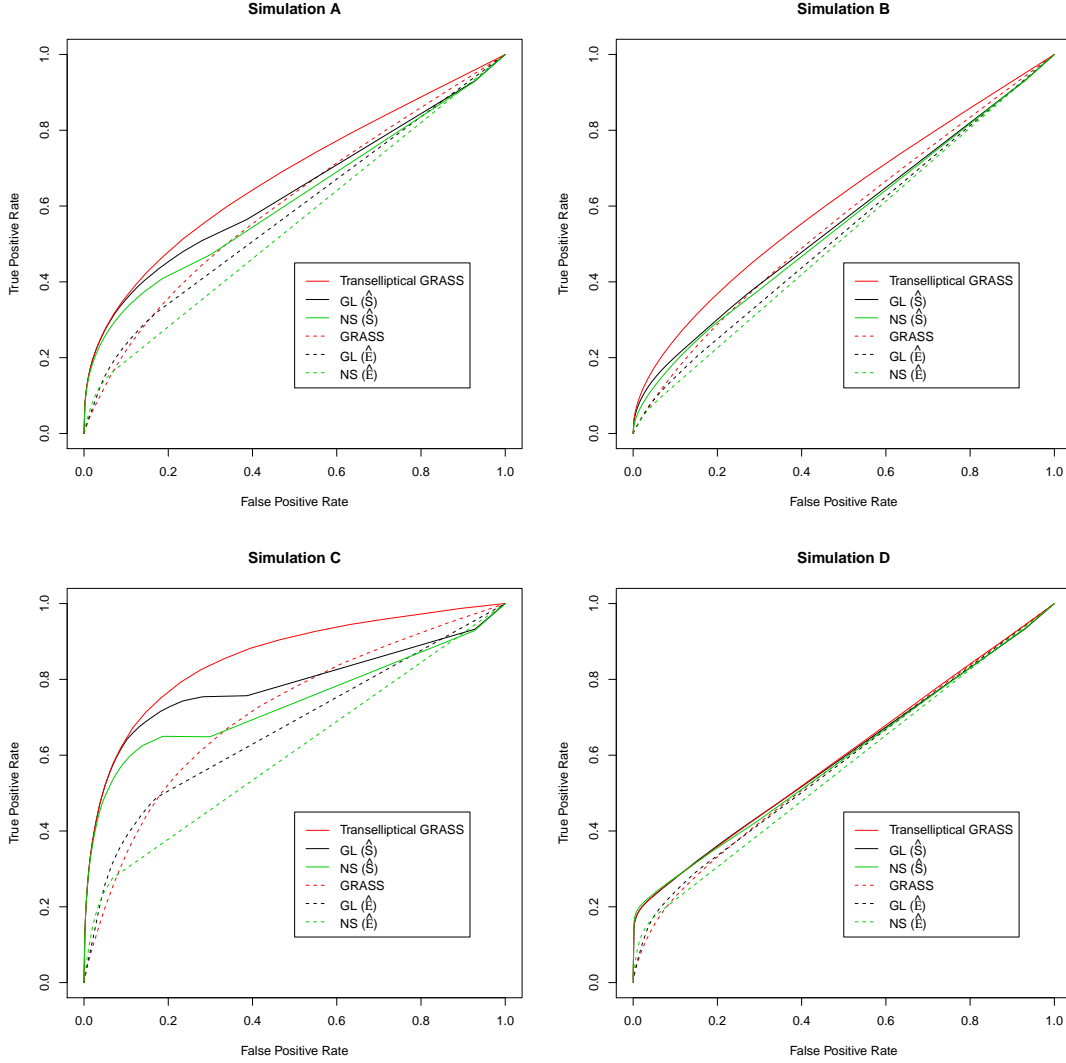 Simulation A
True Positive Rate
1.0
0.8
0.6
0.4
0.2
0.0
Transelliptical GRASS
GL (Ŝ)
NS (Ŝ)
GRASS
GL (Ê)
NS (Ê)
0.0 0.2 0.4 0.6 0.8 1.0
False Positive Rate
Simulation B
True Positive Rate
1.0
0.8
0.6
0.4
0.2
0.0
Transelliptical GRASS
GL (Ŝ)
NS (Ŝ)
GRASS
GL (Ê)
NS (Ê)
0.0 0.2 0.4 0.6 0.8 1.0
False Positive Rate
Simulation C
True Positive Rate
1.0
0.8
0.6
0.4
0.2
0.0
Transelliptical GRASS
GL (Ŝ)
NS (Ŝ)
GRASS
GL (Ê)
NS (Ê)
0.0 0.2 0.4 0.6 0.8 1.0
False Positive Rate
Simulation D
True Positive Rate
1.0
0.8
0.6
0.4
0.2
0.0
Transelliptical GRASS
GL (Ŝ)
NS (Ŝ)
GRASS
GL (Ê)
NS (Ê)
0.0 0.2 0.4 0.6 0.8 1.0
False Positive Rate